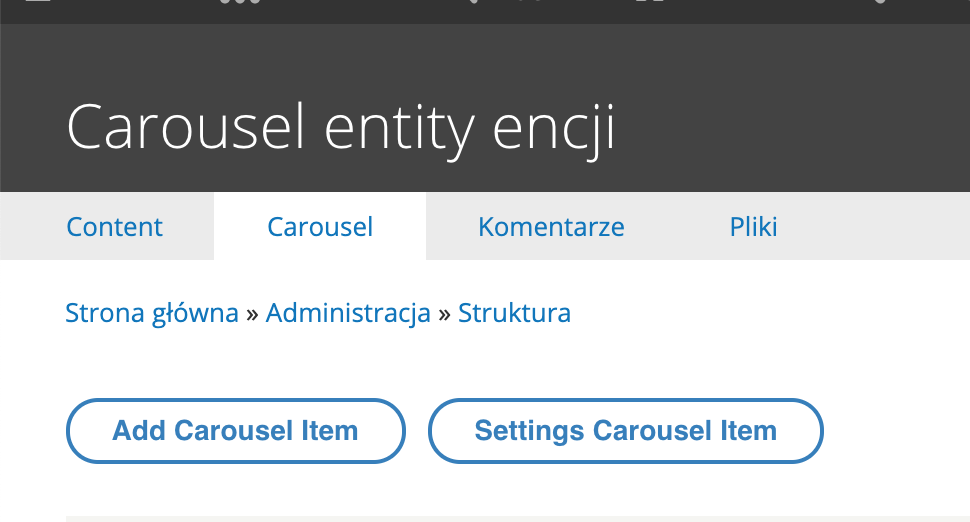 Carousel entity encji
Content Carousel Komentarze Pliki
Strona główna » Administracja » Struktura
Add Carousel Item Settings Carousel Item